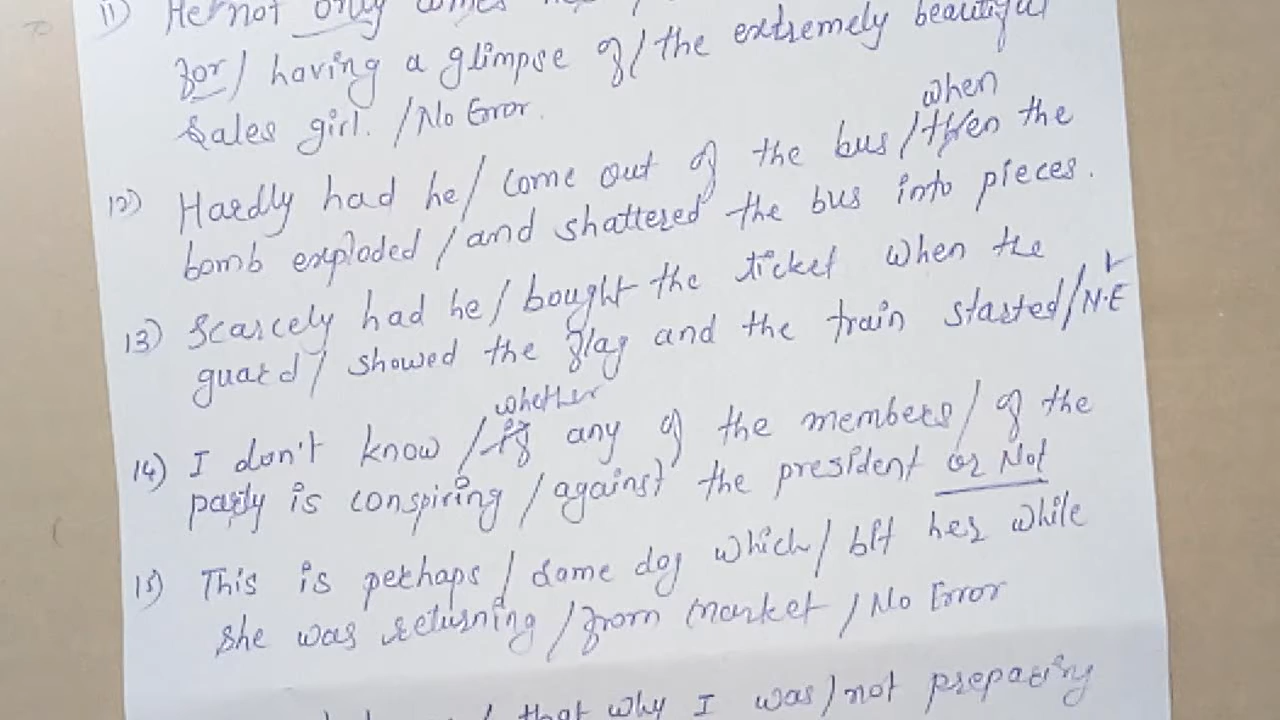 11) He not only comes
for / having a glimpse of / the extremely beautiful
sales girl. / No Error.
when
12) Hardly had he / come out of the bus / then the
bomb exploded / and shattered the bus into pieces.
13) Scarcely had he / bought the ticket when the
guard / showed the flag and the train started / N.E
whether
14) I don't know / if any of the members / of the
party is conspiring / against the president or Not
15) This is perhaps / same dog which / bit her while
she was returning / from market / No Error
that why I was / not preparing